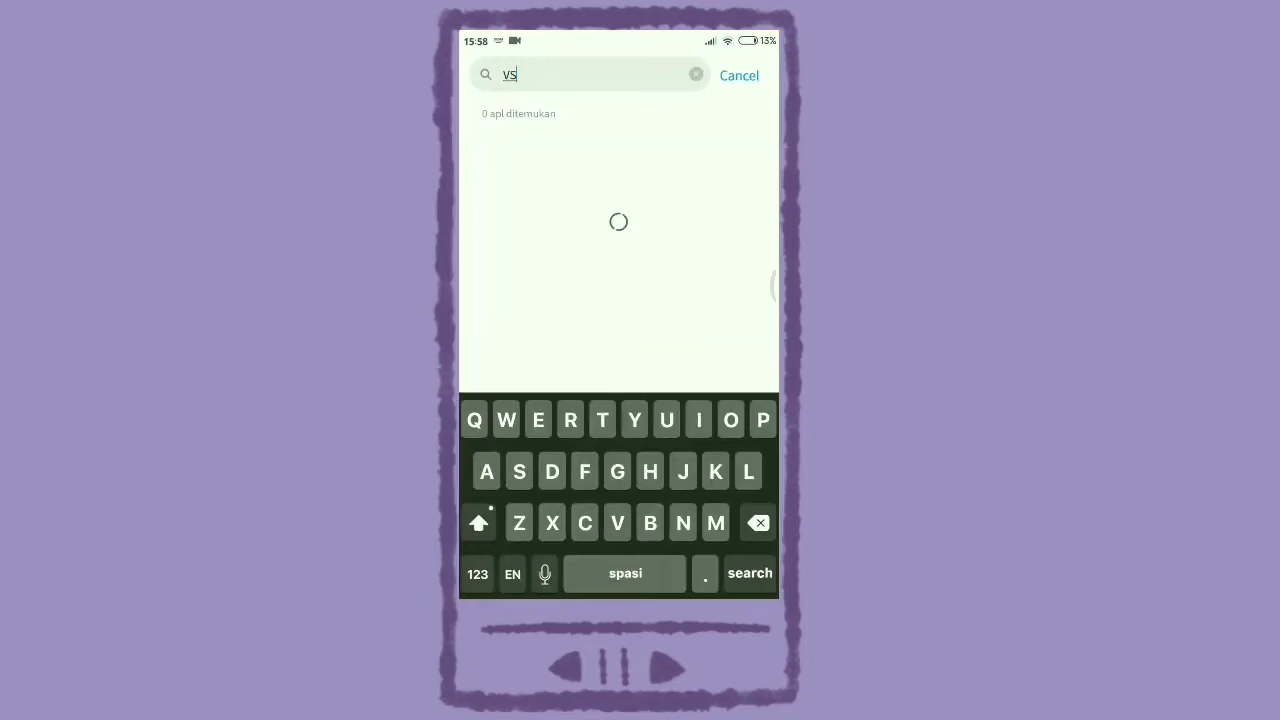 15:58
13%
VS
Cancel
0 apl ditemukan
Q W E R T Y U I O P
A S D F G H J K L
Z X C V B N M
123 EN spasi . search